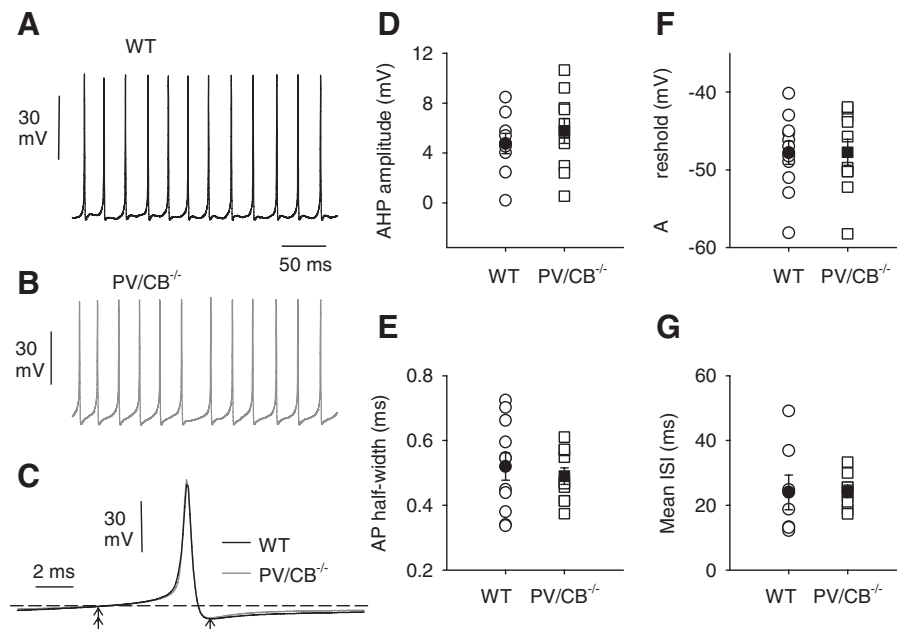 A
WT
30
mV
50 ms
B
PV/CB-/-
30
mV
C
30
mV
2 ms
WT
PV/CB-/-
D
AHP amplitude (mV)
12
8
4
0
WT
PV/CB-/-
E
AP half-width (ms)
0.8
0.6
0.4
0.2
WT
PV/CB-/-
F
A reshold (mV)
-40
-50
-60
WT
PV/CB-/-
G
Mean ISI (ms)
60
40
20
0
WT
PV/CB-/-